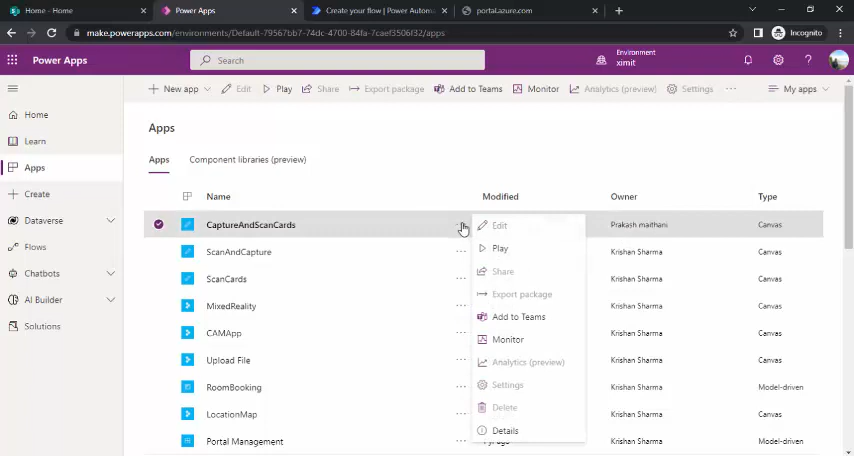 Home - Home
Power Apps
Create your flow | Power Automa
portal.azure.com
make.powerapps.com/environments/Default-79567bb7-74dc-4700-84fa-7caef3506f32/apps
Incognito
Power Apps
Search
Environment
ximit
New app
Edit
Play
Share
Export package
Add to Teams
Monitor
Analytics (preview)
Settings
My apps
Home
Learn
Apps
Create
Dataverse
Flows
Chatbots
AI Builder
Solutions
Apps
Apps
Component libraries (preview)
Name
Modified
Owner
Type
CaptureAndScanCards
Prakash maithani
Canvas
ScanAndCapture
Krishan Sharma
Canvas
ScanCards
Krishan Sharma
Canvas
MixedReality
Krishan Sharma
Canvas
CAMApp
Krishan Sharma
Canvas
Upload File
Krishan Sharma
Canvas
RoomBooking
Krishan Sharma
Model-driven
LocationMap
Krishan Sharma
Canvas
Portal Management
Krishan Sharma
Model-driven
Edit
Play
Share
Export package
Add to Teams
Monitor
Analytics (preview)
Settings
Delete
Details